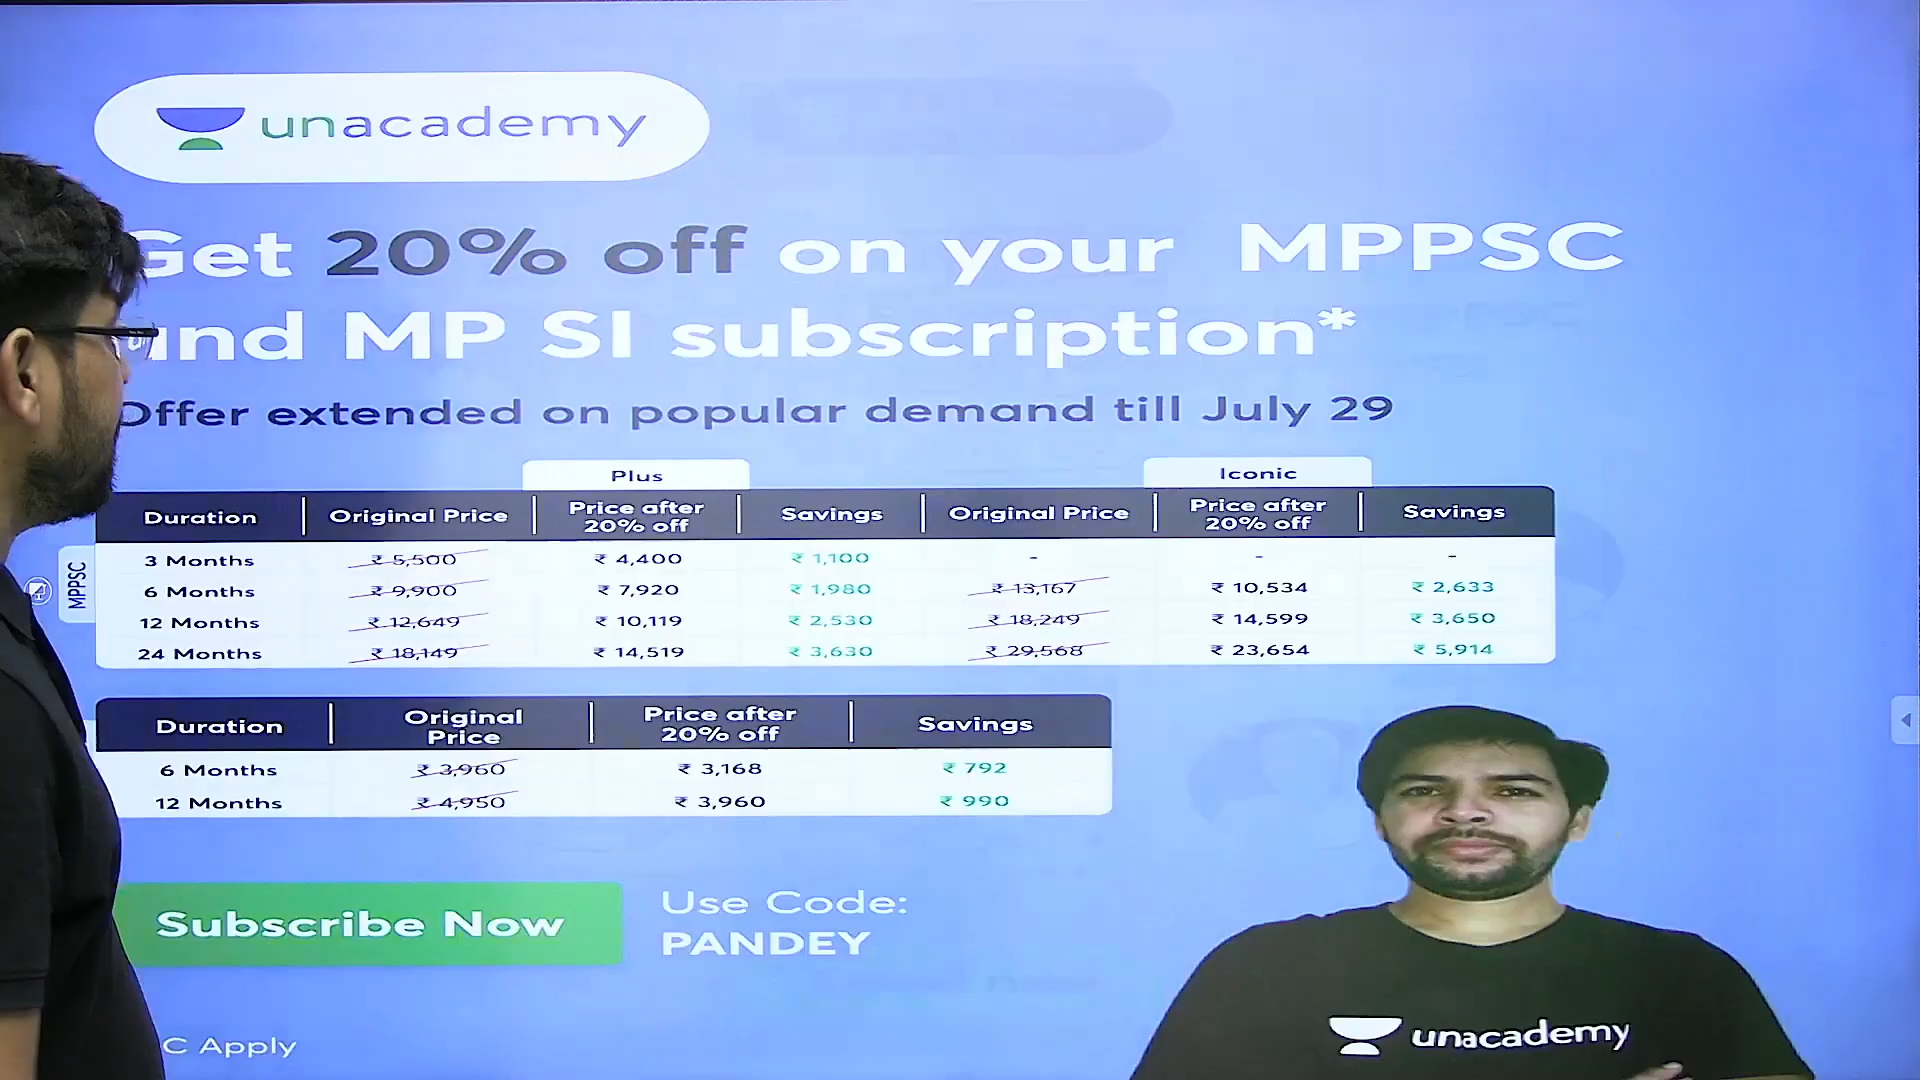 unacademy
Get 20% off on your MPPSC
and MP SI subscription*
Offer extended on popular demand till July 29
Plus Iconic
Duration Original Price Price after 20% off Savings Original Price Price after 20% off Savings
MPPSC
3 Months ₹ 5,500 ₹ 4,400 ₹ 1,100 - - -
6 Months ₹ 9,900 ₹ 7,920 ₹ 1,980 ₹ 13,167 ₹ 10,534 ₹ 2,633
12 Months ₹ 12,649 ₹ 10,119 ₹ 2,530 ₹ 18,249 ₹ 14,599 ₹ 3,650
24 Months ₹ 18,149 ₹ 14,519 ₹ 3,630 ₹ 29,568 ₹ 23,654 ₹ 5,914
Duration Original Price Price after 20% off Savings
6 Months ₹ 3,960 ₹ 3,168 ₹ 792
12 Months ₹ 4,950 ₹ 3,960 ₹ 990
Subscribe Now
Use Code:
PANDEY
C Apply
unacademy